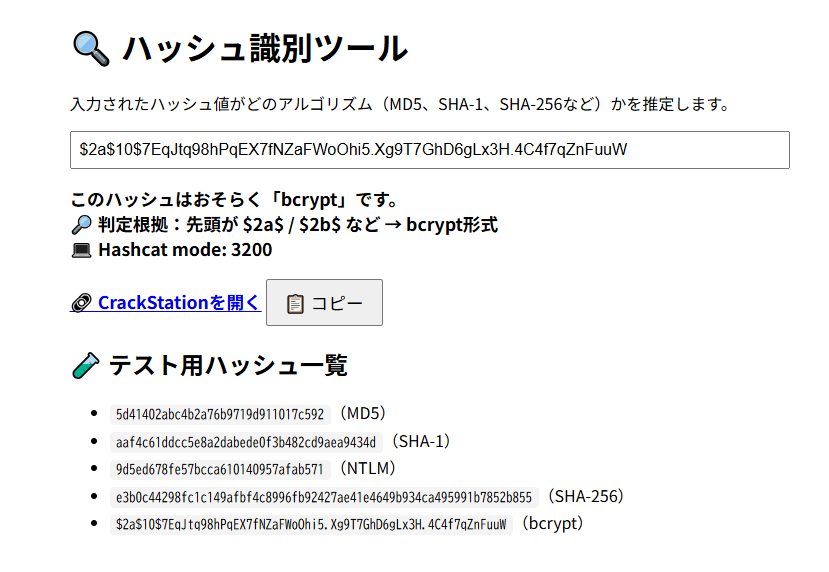 🔍 ハッシュ識別ツール
入力されたハッシュ値がどのアルゴリズム（MD5、SHA-1、SHA-256など）かを推定します。
$2a$10$7EqJtq98hPqEX7fNZaFWoOhi5.Xg9T7GhD6gLx3H.4C4f7qZnFuuW
このハッシュはおそらく「bcrypt」です。
🔎 判定根拠：先頭が $2a$ / $2b$ など → bcrypt形式
💻 Hashcat mode: 3200
🔗 CrackStationを開く 📋 コピー
🧪 テスト用ハッシュ一覧
• 5d41402abc4b2a76b9719d911017c592 （MD5）
• aaf4c61ddcc5e8a2dabede0f3b482cd9aea9434d （SHA-1）
• 9d5ed678fe57bcca610140957afab571 （NTLM）
• e3b0c44298fc1c149afbf4c8996fb92427ae41e4649b934ca495991b7852b855 （SHA-256）
• $2a$10$7EqJtq98hPqEX7fNZaFWoOhi5.Xg9T7GhD6gLx3H.4C4f7qZnFuuW （bcrypt）